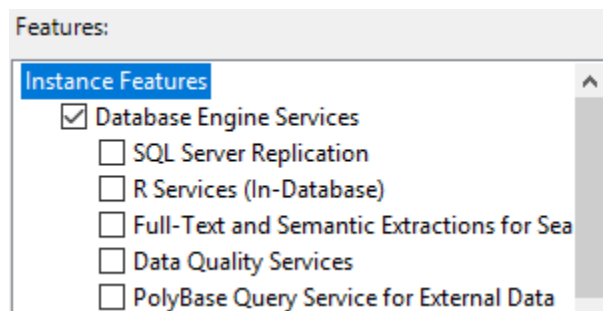 Features:
Instance Features
Database Engine Services
SQL Server Replication
R Services (In-Database)
Full-Text and Semantic Extractions for Sea
Data Quality Services
PolyBase Query Service for External Data